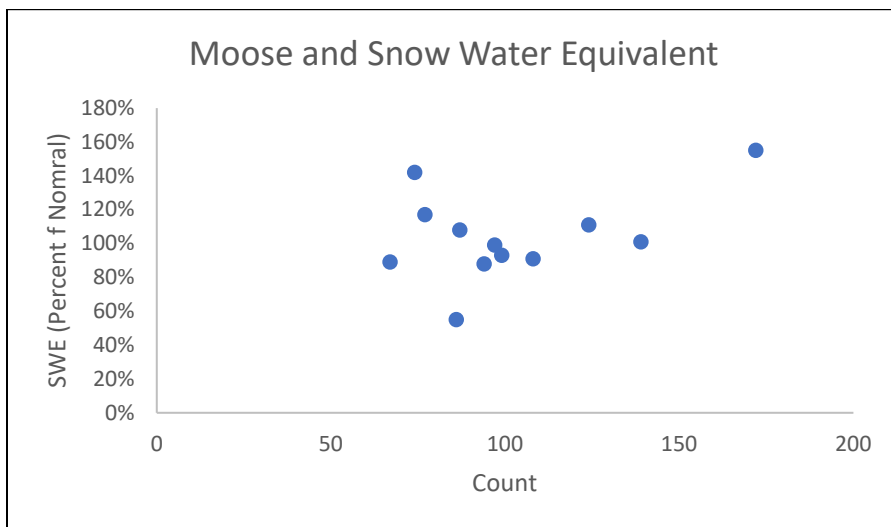 Moose and Snow Water Equivalent
SWE (Percent f Nomral)
180%
160%
140%
120%
100%
80%
60%
40%
20%
0%
0 50 100 150 200
Count